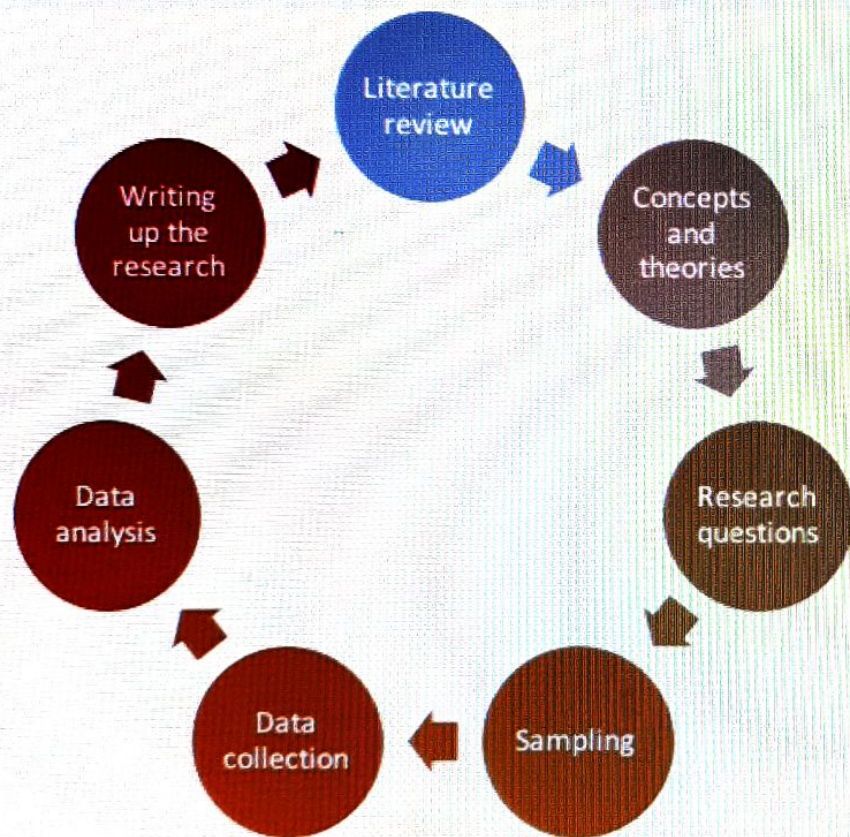 Literature
review
Concepts
and
theories
Research
questions
Sampling
Data
collection
Data
analysis
Writing
up the
research